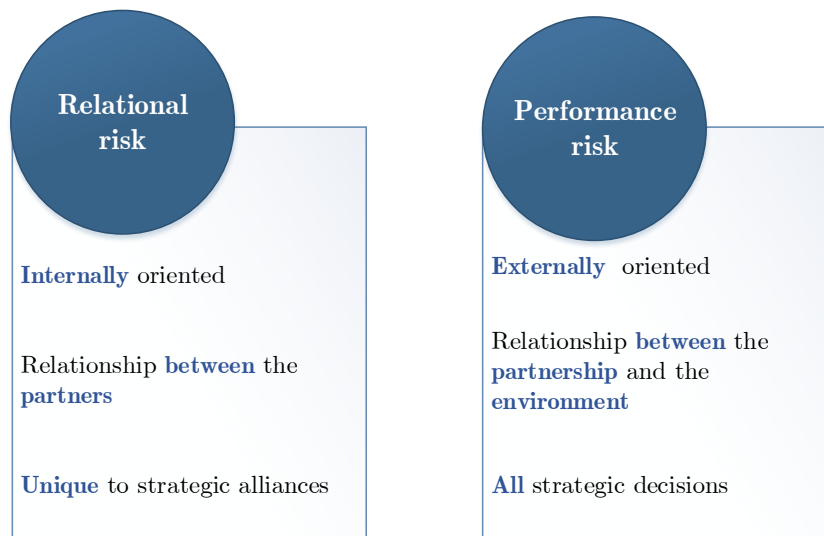 Relational
risk
Internally oriented
Relationship between the
partners
Unique to strategic alliances
Performance
risk
Externally oriented
Relationship between the
partnership and the
environment
All strategic decisions